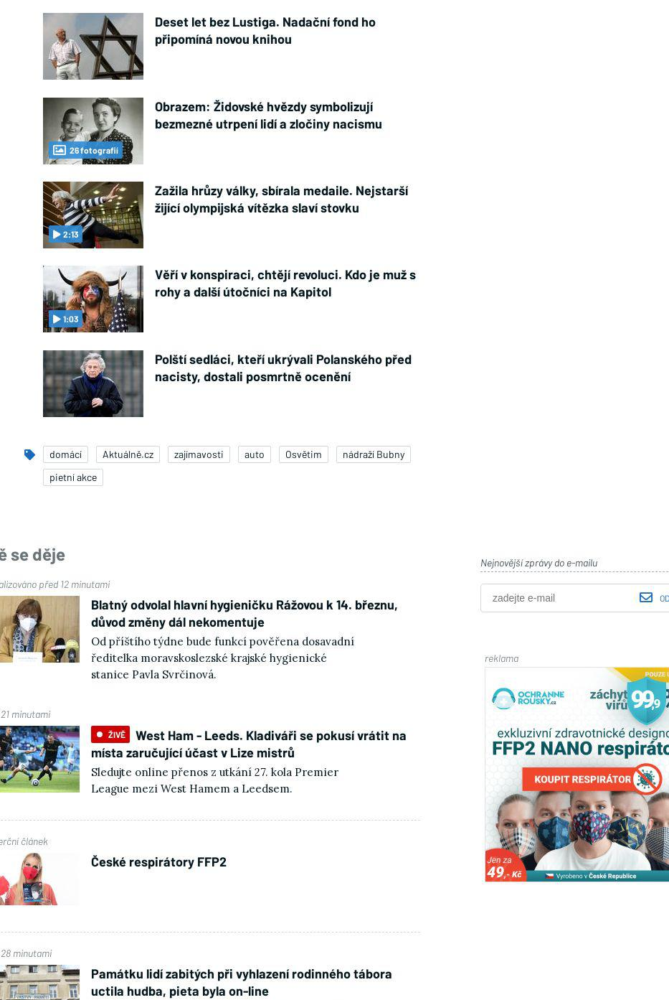 Deset let bez Lustiga. Nadační fond ho
připomíná novou knihou
Obrazem: Židovské hvězdy symbolizují
bezmezné utrpení lidí a zločiny nacismu
26 fotografií
Zažila hrůzy války, sbírala medaile. Nejstarší
žijící olympijská vítězka slaví stovku
2:13
Věří v konspiraci, chtějí revoluci. Kdo je muž s
rohy a další útočníci na Kapitol
1:03
Polští sedláci, kteří ukrývali Polanského před
nacisty, dostali posmrtně ocenění
domácí Aktuálně.cz zajímavosti auto Osvětim nádraží Bubny
pietní akce
ě se děje
alizováno před 12 minutami
Blatný odvolal hlavní hygieničku Rážovou k 14. březnu,
důvod změny dál nekomentuje
Od příštího týdne bude funkcí pověřena dosavadní
ředitelka moravskoslezské krajské hygienické
stanice Pavla Svrčinová.
21 minutami
ŽIVĚ West Ham - Leeds. Kladiváři se pokusí vrátit na
místa zaručující účast v Lize mistrů
Sledujte online přenos z utkání 27. kola Premier
League mezi West Hamem a Leedsem.
erční článek
České respirátory FFP2
28 minutami
Památku lidí zabitých při vyhlazení rodinného tábora
uctila hudba, pieta byla on-line
Nejnovější zprávy do e-mailu
zadejte e-mail OD
reklama
POUZE
OCHRANNE
ROUSKY.cz
záchyt
virů
99,9
exkluzivní zdravotnické designo
FFP2 NANO respiráto
KOUPIT RESPIRÁTOR
Jen za
49,- Kč
Vyrobeno v České Republice